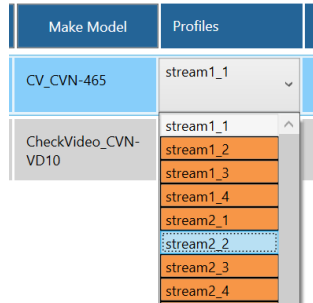 Make Model
Profiles
CV_CVN-465
stream1_1
CheckVideo_CVN-
VD10
stream1_1
stream1_2
stream1_3
stream1_4
stream2_1
stream2_2
stream2_3
stream2_4